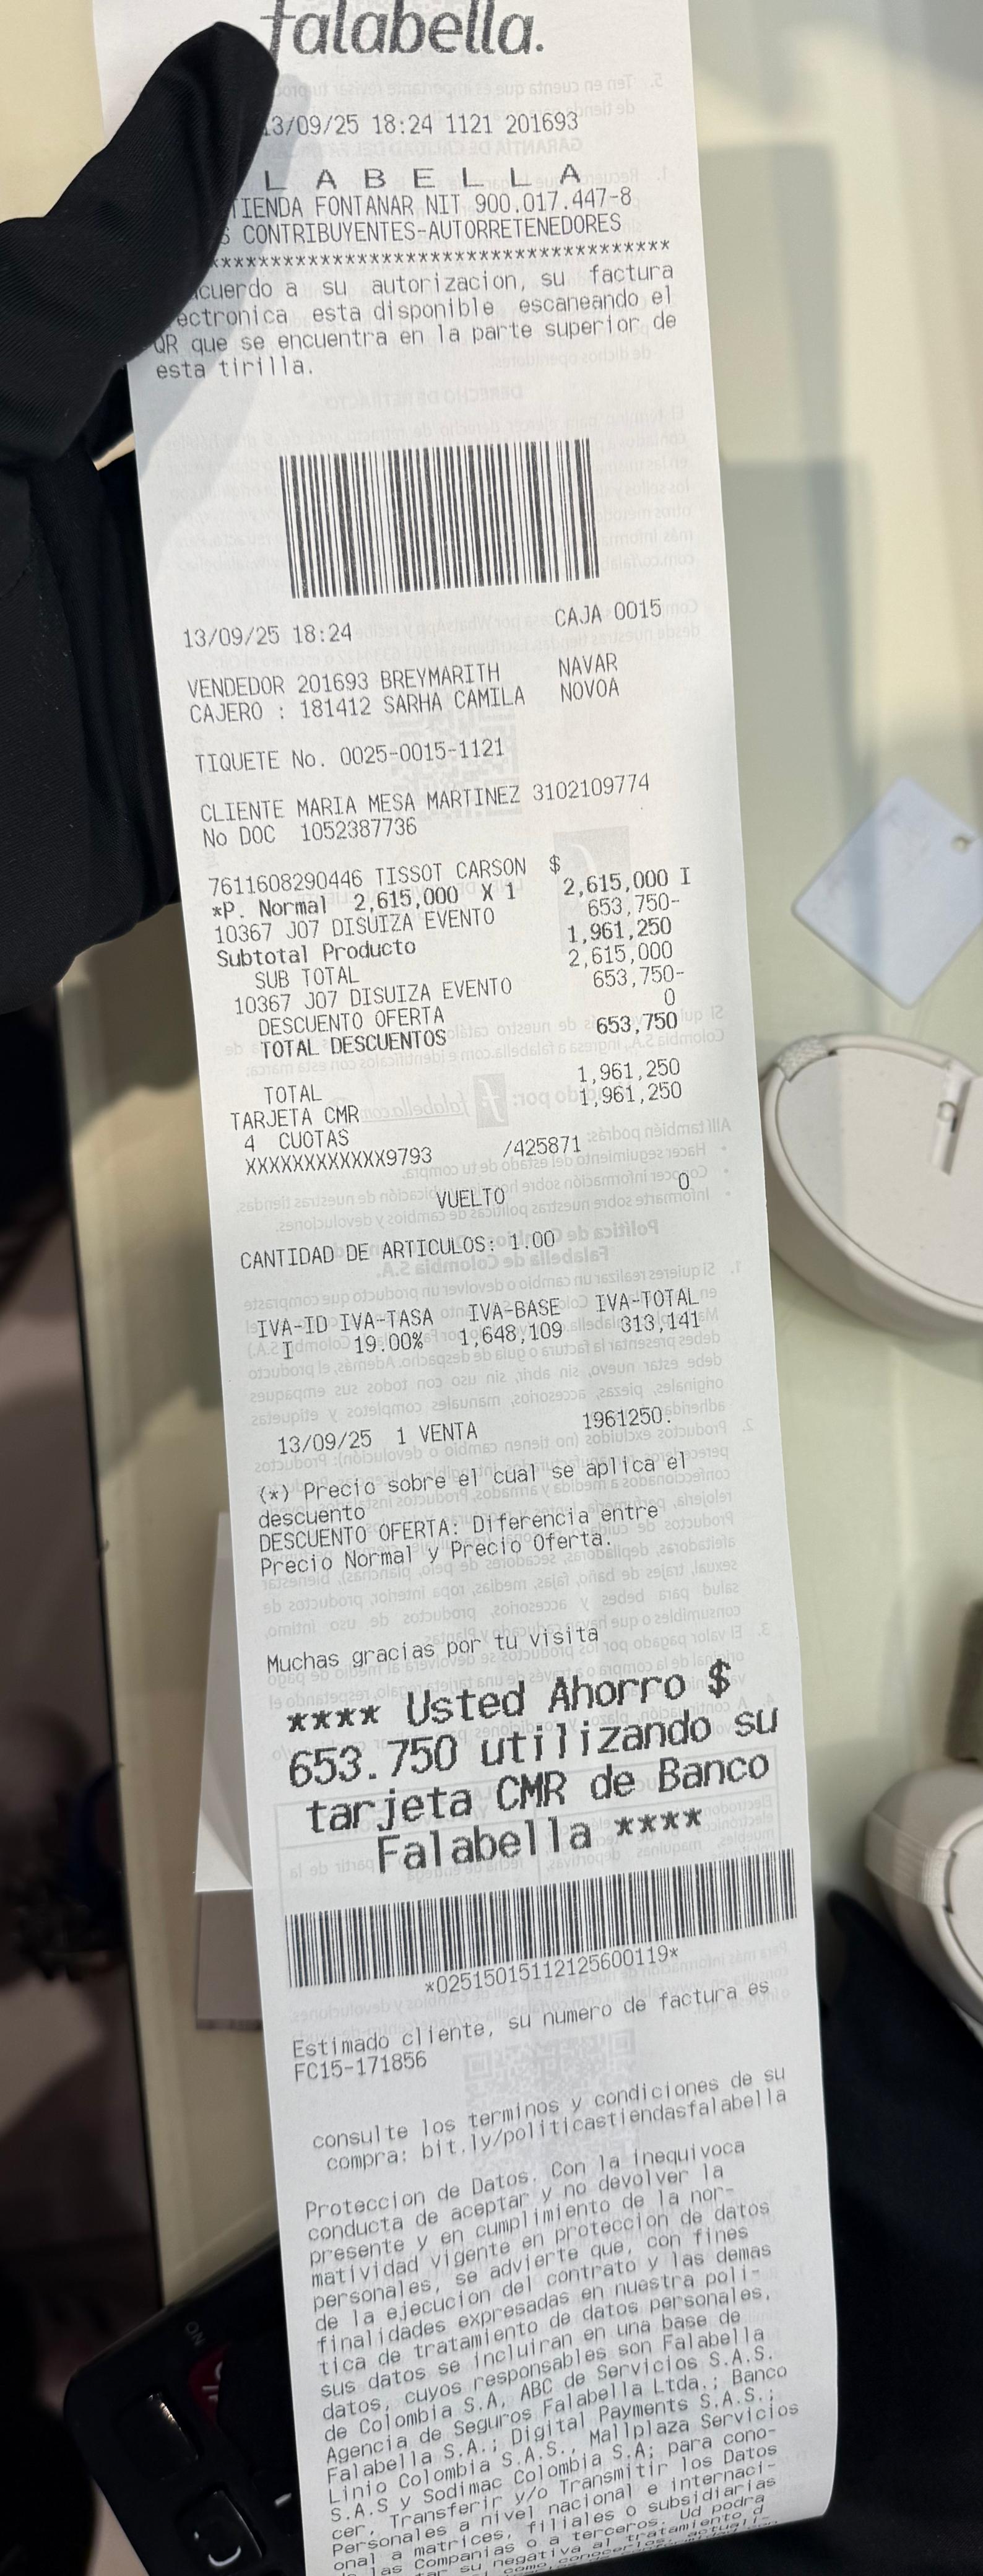 falabella.
13/09/25 18:24 1121 201693
L A B E L L A
TIENDA FONTANAR NIT 900.017.447-8
S CONTRIBUYENTES-AUTORRETENEDORES
****************************************
cuerdo a su autorizacion, su factura
ectronica esta disponible escaneando el
QR que se encuentra en la parte superior de
esta tirilla.
13/09/25 18:24 CAJA 0015
VENDEDOR 201693 BREYMARITH NAVAR
CAJERO : 181412 SARHA CAMILA NOVOA
TIQUETE No. 0025-0015-1121
CLIENTE MARIA MESA MARTINEZ 3102109774
No DOC 1052387736
7611608290446 TISSOT CARSON $
*P. Normal 2,615,000 X 1 2,615,000 I
10367 J07 DISUIZA EVENTO 653,750-
Subtotal Producto 1,961,250
SUB TOTAL 2,615,000
10367 J07 DISUIZA EVENTO 653,750-
DESCUENTO OFERTA 0
TOTAL DESCUENTOS 653,750
TOTAL 1,961,250
TARJETA CMR 1,961,250
4 CUOTAS
XXXXXXXXXXXX9793 /425871
VUELTO 0
CANTIDAD DE ARTICULOS: 1.00
IVA-ID IVA-TASA IVA-BASE IVA-TOTAL
I 19.00% 1,648,109 313,141
13/09/25 1 VENTA 1961250.
(*) Precio sobre el cual se aplica el
descuento
DESCUENTO OFERTA: Diferencia entre
Precio Normal y Precio Oferta.
Muchas gracias por tu visita
**** Usted Ahorro $
653.750 utilizando su
tarjeta CMR de Banco
Falabella ****
*02515015112125600119*
Estimado cliente, su numero de factura es
FC15-171856
consulte los terminos y condiciones de su
compra: bit.ly/politicastiendasfalabella
Proteccion de Datos. Con la inequivoca
conducta de aceptar y no devolver la
presente y en cumplimiento de la nor-
matividad vigente en proteccion de datos
personales, se advierte que, con fines
de la ejecucion del contrato y las demas
finalidades expresadas en nuestra poli-
tica de tratamiento de datos personales,
sus datos se incluiran en una base de
datos, cuyos responsables son Falabella
de Colombia S.A, ABC de Servicios S.A.S.
Agencia de Seguros Falabella Ltda.; Banco
Falabella S.A.; Digital Payments S.A.S.;
Linio Colombia S.A.S., Mallplaza Servicios
S.A.S y Sodimac Colombia S.A; para cono-
cer, Transferir y/o Transmitir los Datos
Personales a nivel nacional e internaci-
onal a matrices, filiales o subsidiarias
de las Companias o a terceros. Ud podra
su negativa al tratamiento d